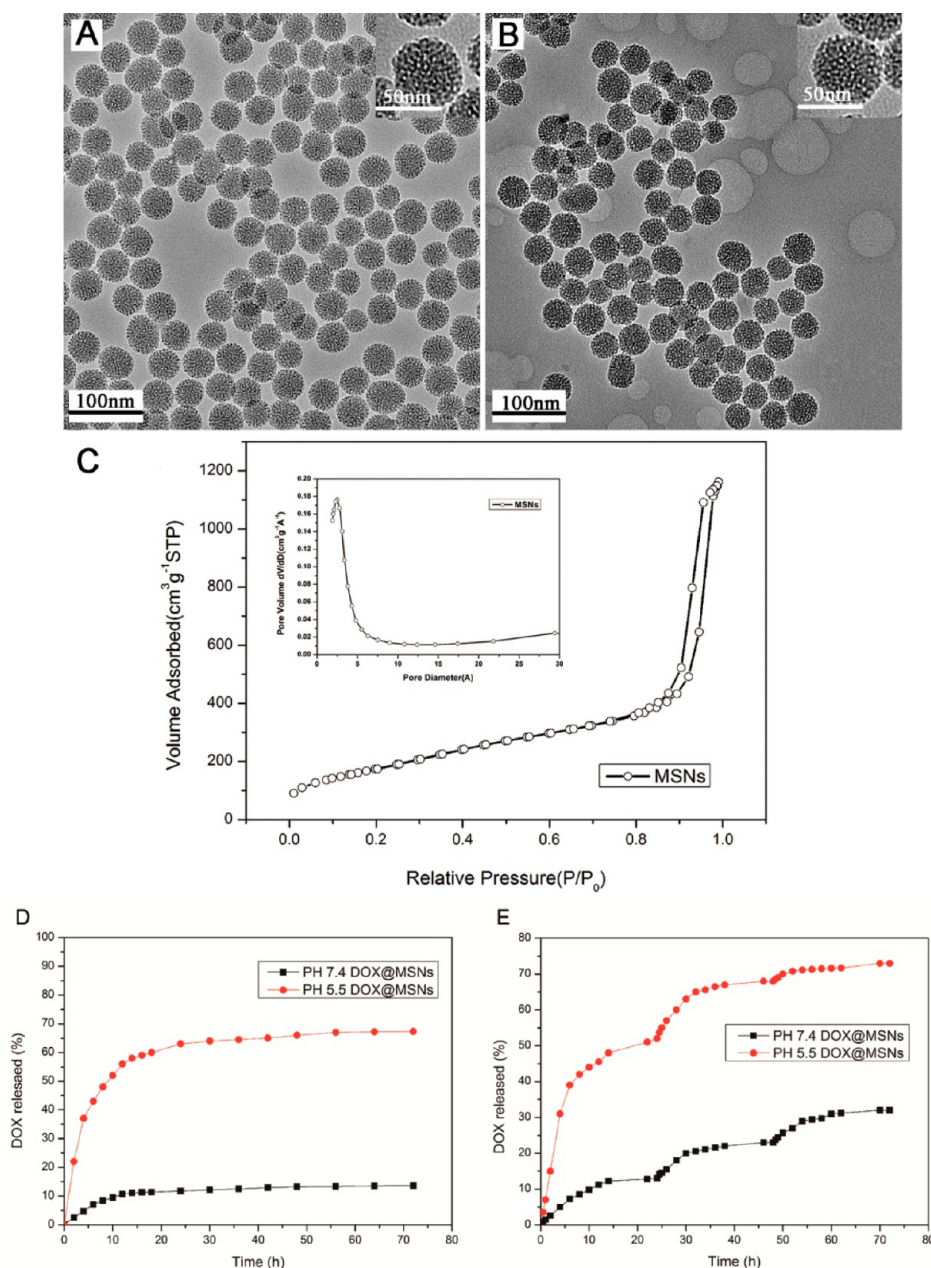 A
50nm
100nm
B
50nm
100nm
C
Volume Adsorbed(cm³g⁻¹STP)
1200
1000
800
600
400
200
0
0.0 0.2 0.4 0.6 0.8 1.0
Relative Pressure(P/P₀)
MSNs
Pore Volume dV/dD(cm³g⁻¹A⁻¹)
0.20
0.18
0.16
0.14
0.12
0.10
0.08
0.06
0.04
0.02
0.00
0 5 10 15 20 25 30
Pore Diameter(A)
MSNs
D
DOX relesaed (%)
100
90
80
70
60
50
40
30
20
10
0
0 10 20 30 40 50 60 70 80
Time (h)
PH 7.4 DOX@MSNs
PH 5.5 DOX@MSNs
E
DOX released (%)
80
70
60
50
40
30
20
10
0
0 10 20 30 40 50 60 70 80
Time (h)
PH 7.4 DOX@MSNs
PH 5.5 DOX@MSNs